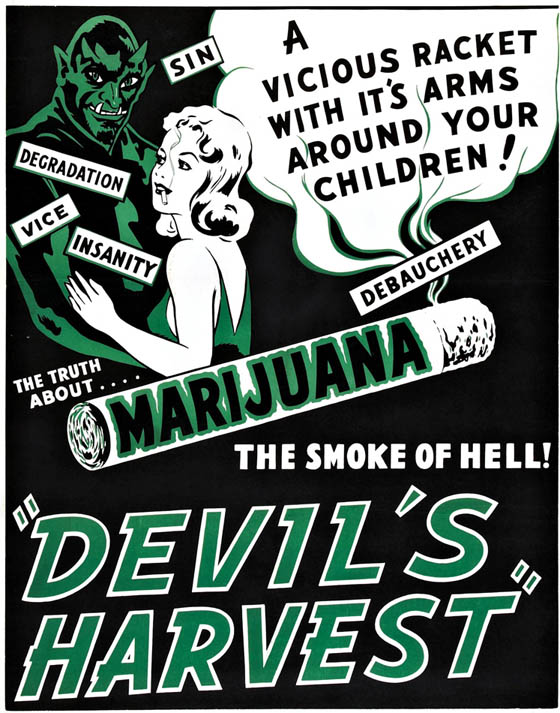 SIN
A
VICIOUS RACKET
WITH IT'S ARMS
AROUND YOUR
CHILDREN!
DEGRADATION
VICE
INSANITY
DEBAUCHERY
THE TRUTH
ABOUT....
MARIJUANA
THE SMOKE OF HELL!
"DEVIL'S
HARVEST"